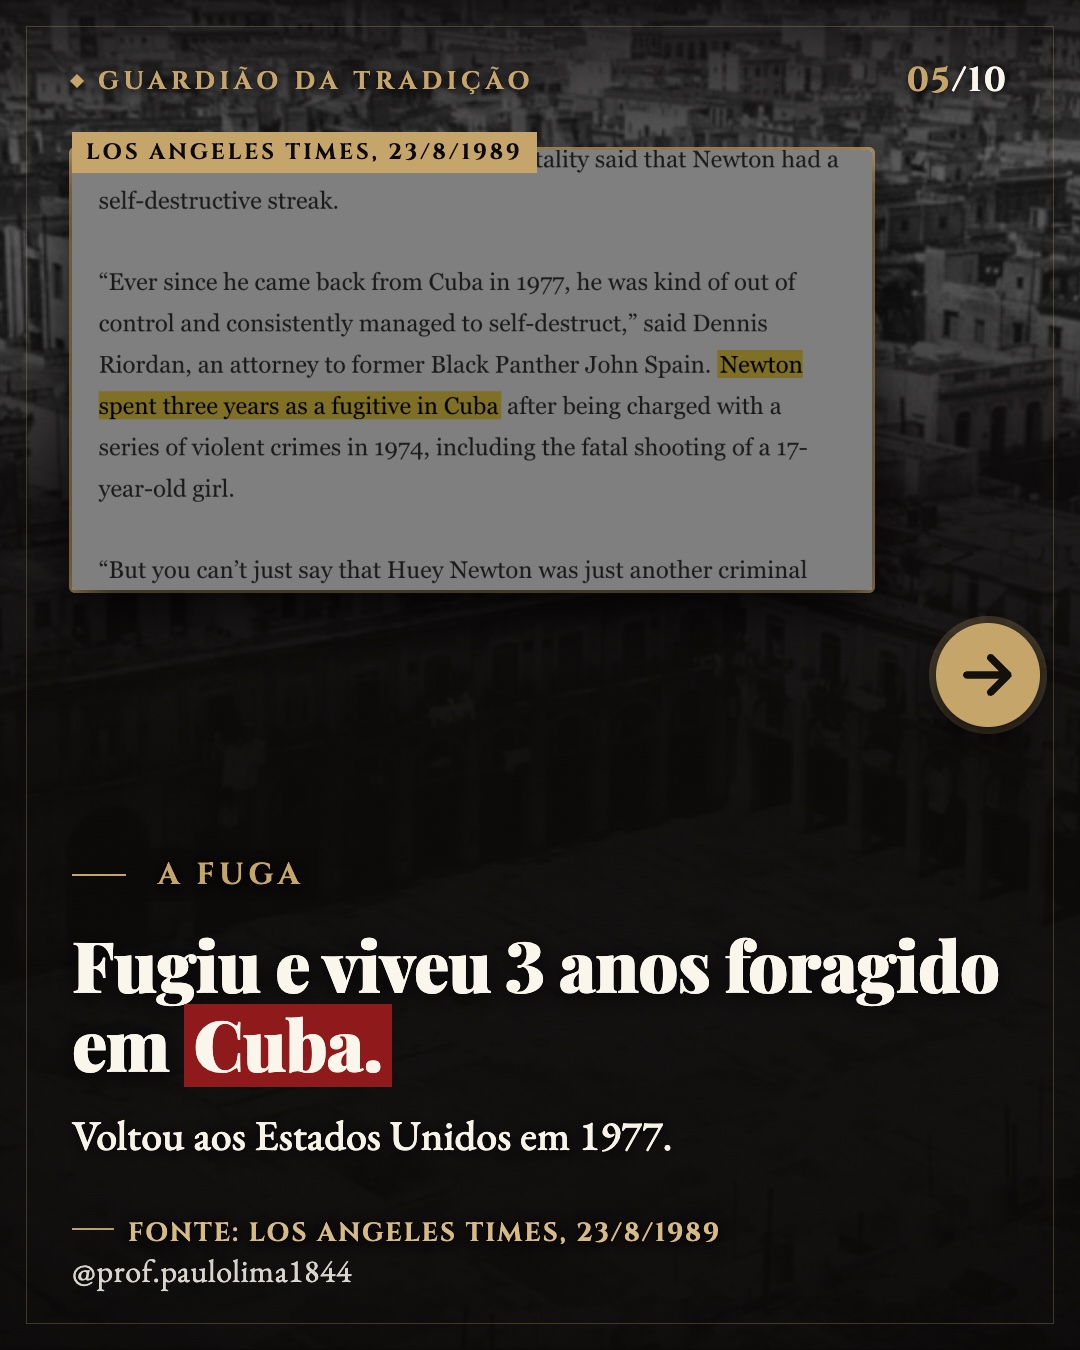 GUARDIÃO DA TRADIÇÃO
05/10
LOS ANGELES TIMES, 23/8/1989
tality said that Newton had a
self-destructive streak.
“Ever since he came back from Cuba in 1977, he was kind of out of
control and consistently managed to self-destruct,” said Dennis
Riordan, an attorney to former Black Panther John Spain. Newton
spent three years as a fugitive in Cuba after being charged with a
series of violent crimes in 1974, including the fatal shooting of a 17-
year-old girl.
“But you can’t just say that Huey Newton was just another criminal
A FUGA
Fugiu e viveu 3 anos foragido
em Cuba.
Voltou aos Estados Unidos em 1977.
FONTE: LOS ANGELES TIMES, 23/8/1989
@prof.paulolima1844